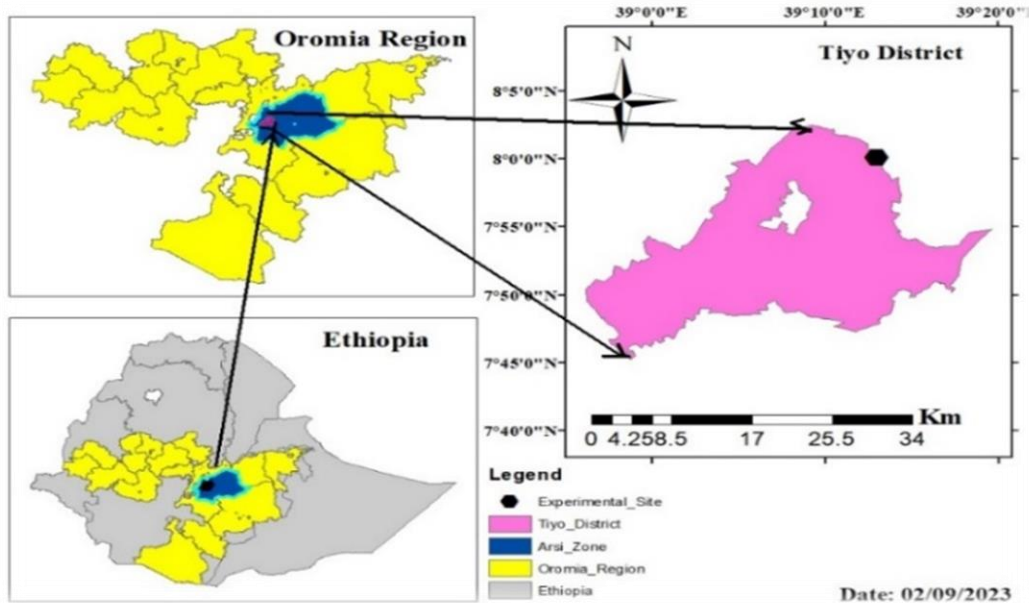 Oromia Region
Ethiopia
39°0'0"E 39°10'0"E 39°20'0"E
Tiyo District
N
8°5'0"N
8°0'0"N
7°55'0"N
7°50'0"N
7°45'0"N
7°40'0"N
Km
0 4.258.5 17 25.5 34
Legend
Experimental_Site
Tiyo_District
Arsi_Zone
Oromia_Region
Ethiopia
Date: 02/09/2023